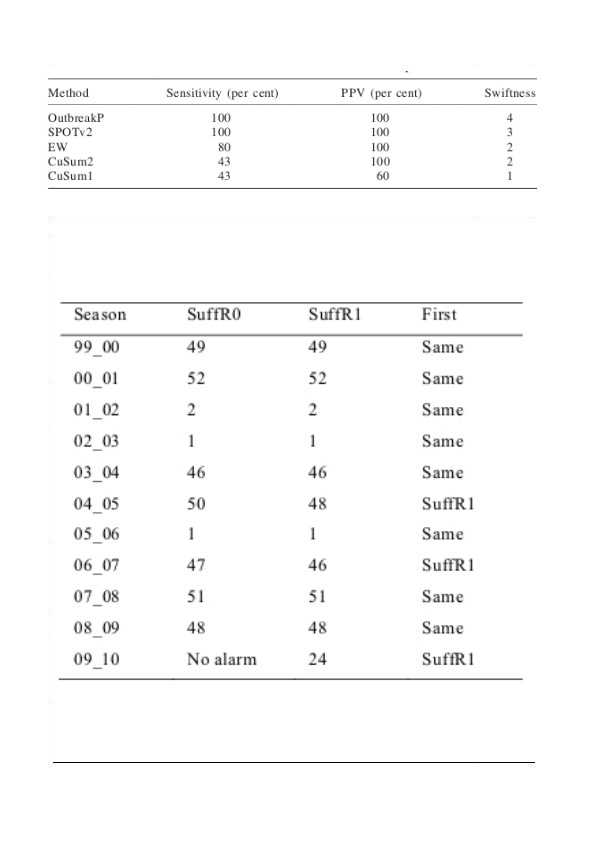 Method Sensitivity (per cent) PPV (per cent) Swiftness
OutbreakP 100 100 4
SPOTv2 100 100 3
EW 80 100 2
CuSum2 43 100 2
CuSum1 43 60 1
Season SuffR0 SuffR1 First
99_00 49 49 Same
00_01 52 52 Same
01_02 2 2 Same
02_03 1 1 Same
03_04 46 46 Same
04_05 50 48 SuffR1
05_06 1 1 Same
06_07 47 46 SuffR1
07_08 51 51 Same
08_09 48 48 Same
09_10 No alarm 24 SuffR1